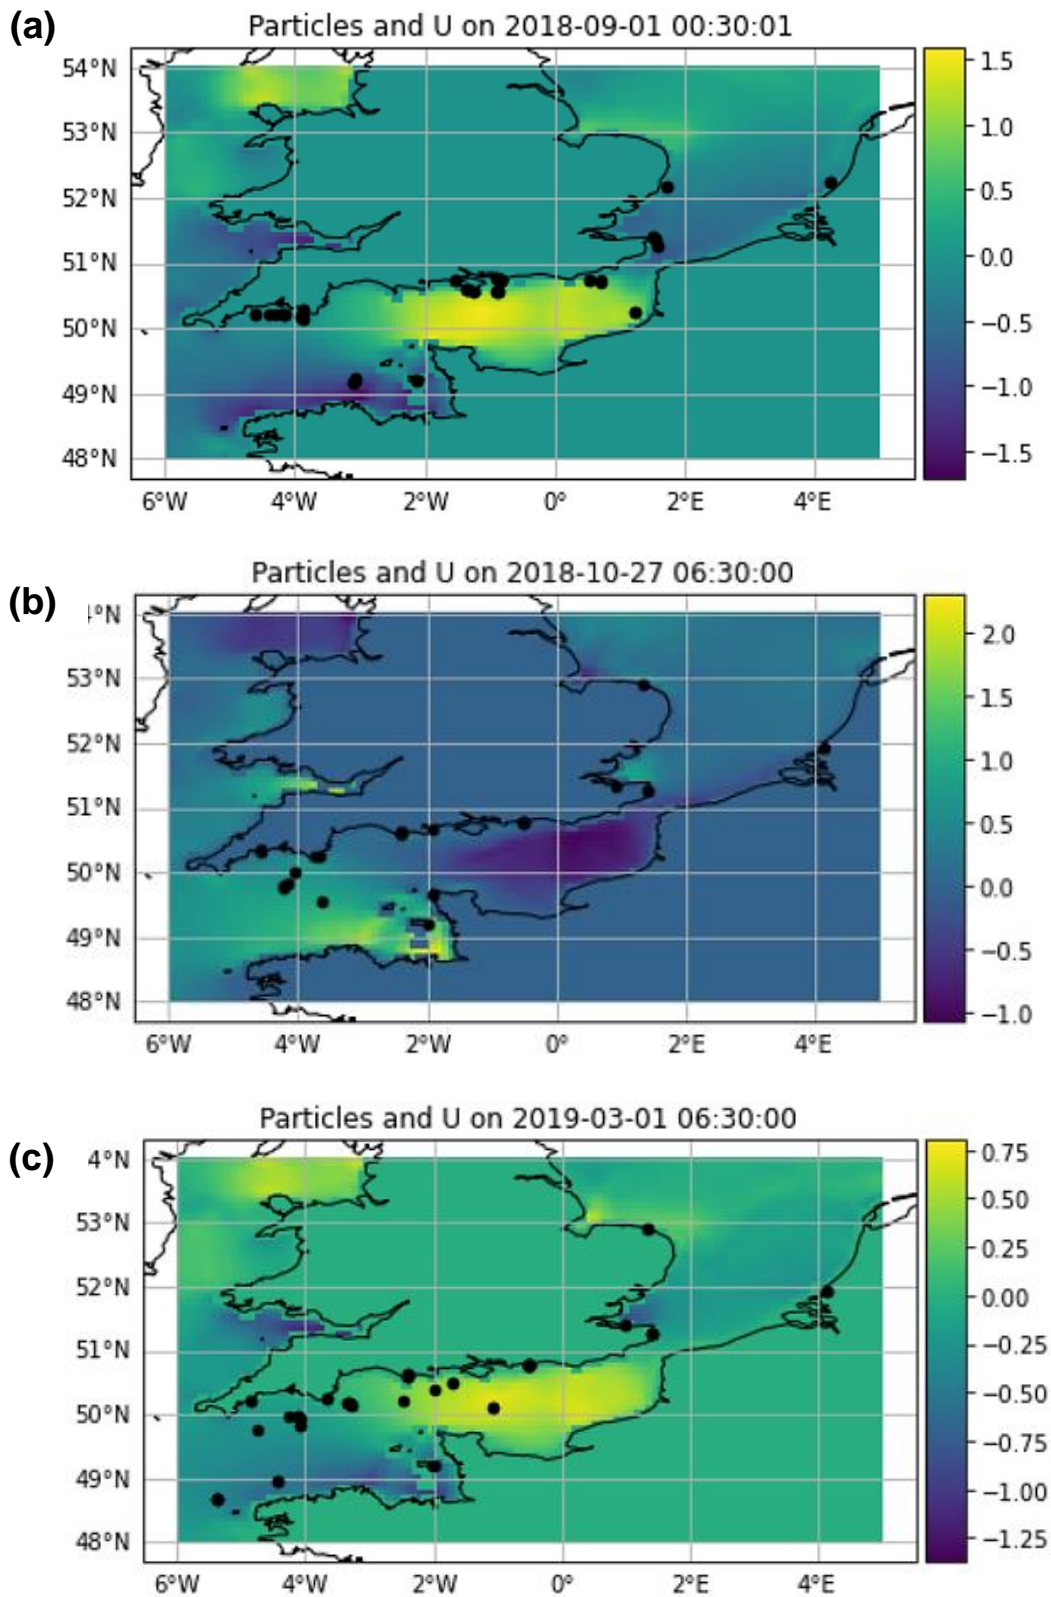 (a)
Particles and U on 2018-09-01 00:30:01
54°N
53°N
52°N
51°N
50°N
49°N
48°N
6°W 4°W 2°W 0° 2°E 4°E
1.5
1.0
0.5
0.0
−0.5
−1.0
−1.5
(b)
Particles and U on 2018-10-27 06:30:00
4°N
53°N
52°N
51°N
50°N
49°N
48°N
6°W 4°W 2°W 0° 2°E 4°E
2.0
1.5
1.0
0.5
0.0
−0.5
−1.0
(c)
Particles and U on 2019-03-01 06:30:00
4°N
53°N
52°N
51°N
50°N
49°N
48°N
6°W 4°W 2°W 0° 2°E 4°E
0.75
0.50
0.25
0.00
−0.25
−0.50
−0.75
−1.00
−1.25